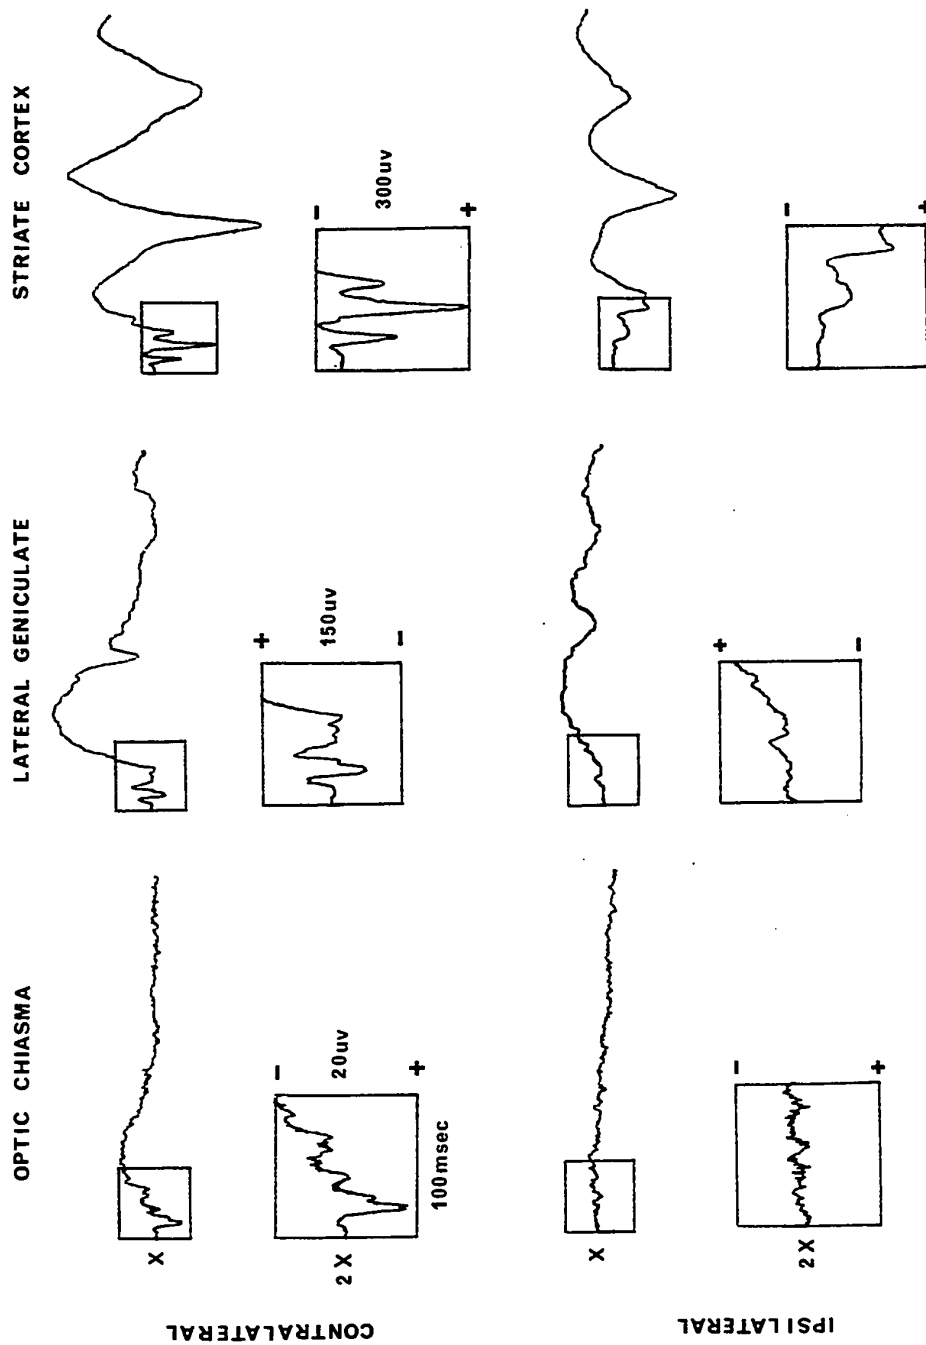 OPTIC CHIASMA
LATERAL GENICULATE
STRIATE CORTEX
CONTRALATERAL
X
2X
-
20uv
+
100msec
+
150uv
-
-
300uv
+
IPSILATERAL
X
2X
-
+
+
-
-
+